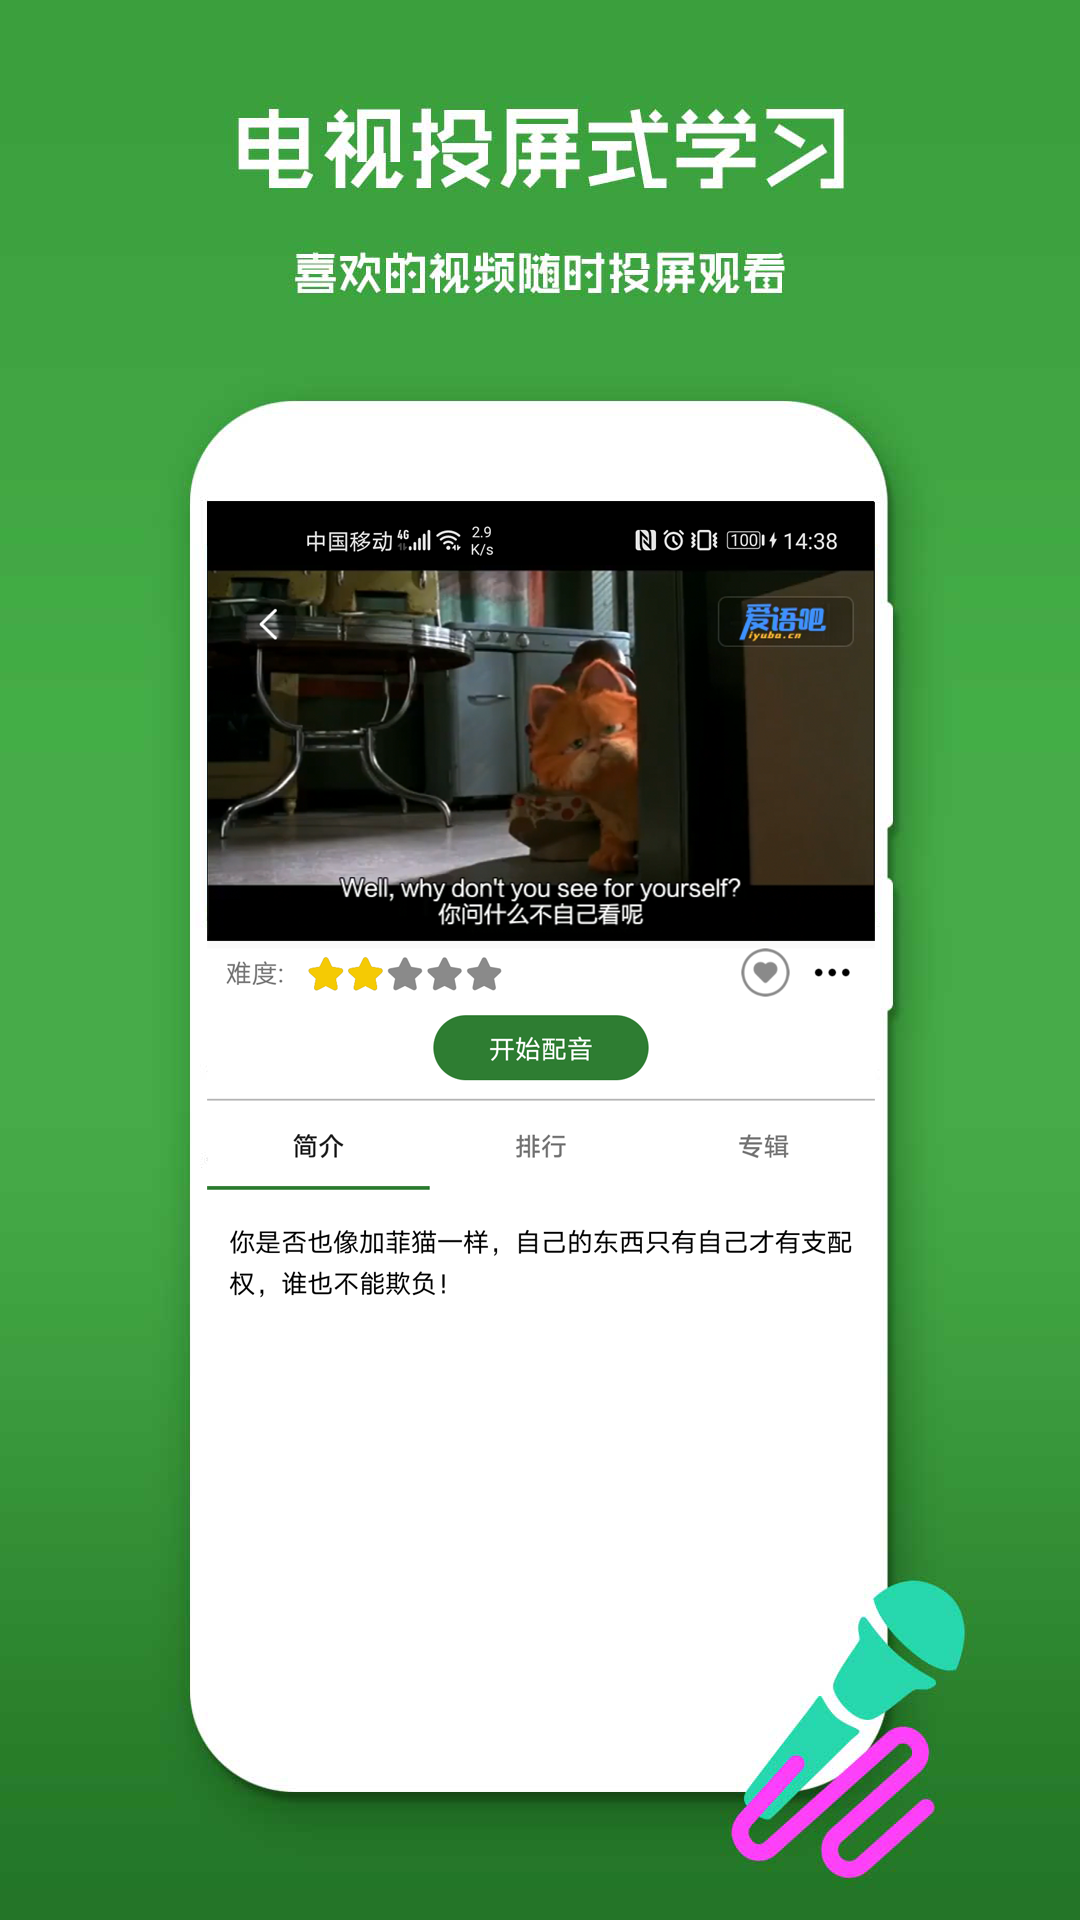 电视投屏式学习
喜欢的视频随时投屏观看
中国移动 4G 2.9 K/s 100 14:38
爱语吧
iyuba.cn
Well, why don't you see for yourself?
你问什么不自己看呢
难度:
开始配音
简介 排行 专辑
你是否也像加菲猫一样，自己的东西只有自己才有支配
权，谁也不能欺负！